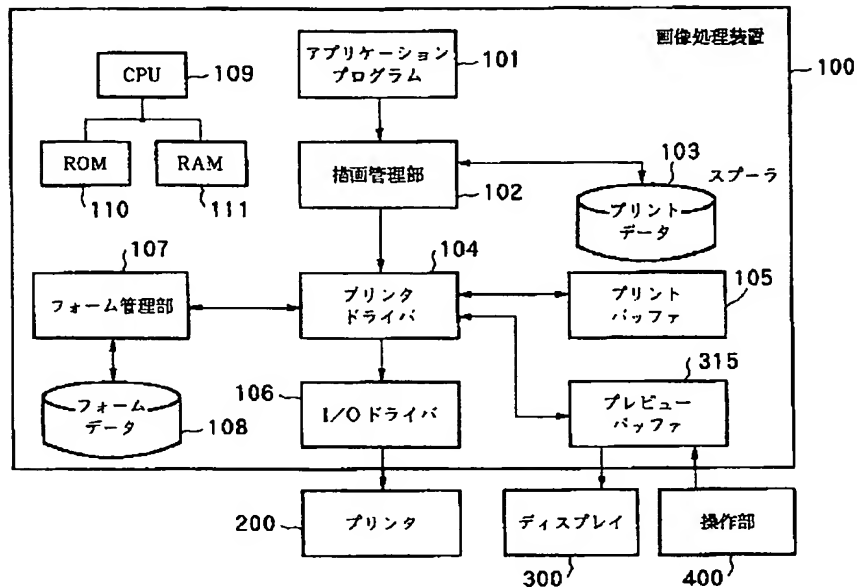 画像処理装置
100
アプリケーション
プログラム
101
CPU
109
ROM
110
RAM
111
描画管理部
102
103
スプーラ
プリント
データ
107
フォーム管理部
104
プリンタ
ドライバ
プリント
バッファ
105
フォーム
データ
108
106
I/Oドライバ
315
プレビュー
バッファ
200
プリンタ
ディスプレイ
300
操作部
400